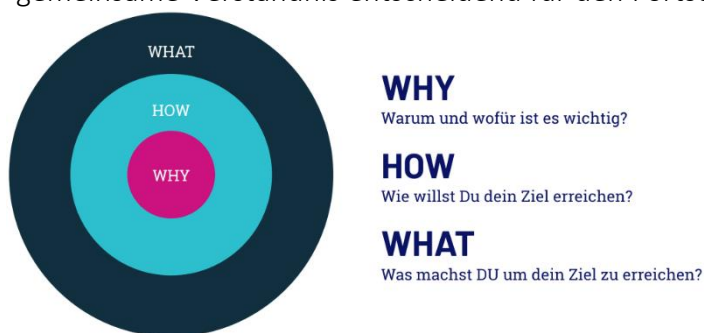 gemeinsame Verständnis entscheidend für den
WHAT
HOW
WHY
WHY
Warum und wofür ist es wichtig?
HOW
Wie willst Du dein Ziel erreichen?
WHAT
Was machst DU um dein Ziel zu erreichen?